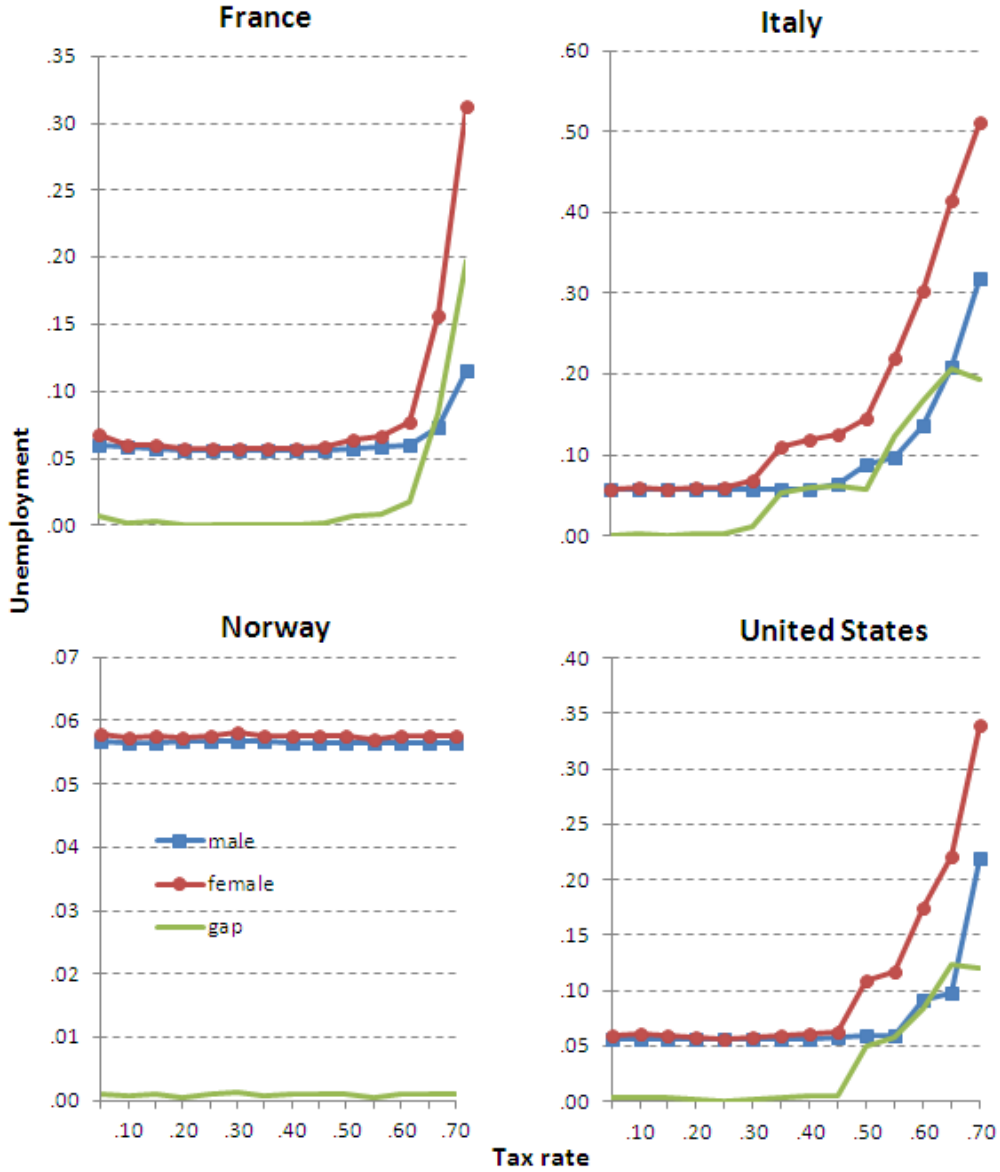 France
.35
.30
.25
.20
.15
.10
.05
.00
Italy
.60
.50
.40
.30
.20
.10
.00
Unemployment
Norway
.07
.06
.05
.04
.03
.02
.01
.00
male
female
gap
.10 .20 .30 .40 .50 .60 .70
United States
.40
.35
.30
.25
.20
.15
.10
.05
.00
.10 .20 .30 .40 .50 .60 .70
Tax rate